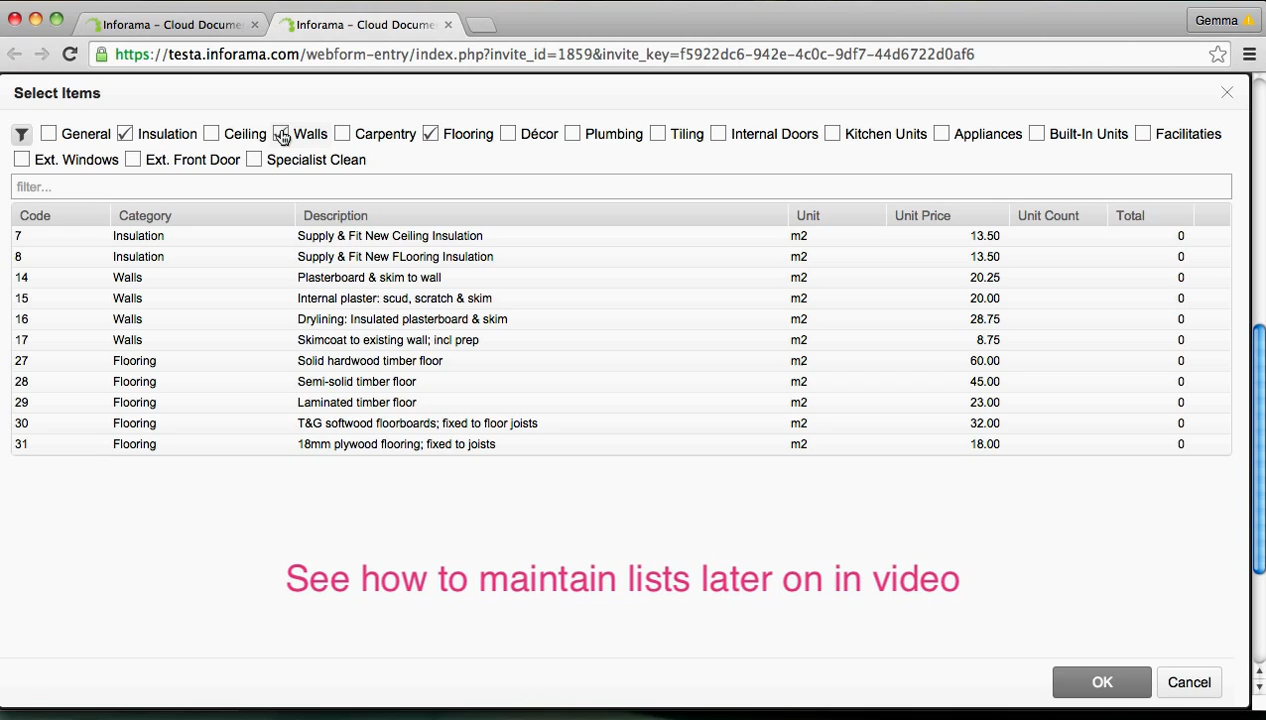 Inforama – Cloud Docume
Inforama – Cloud Docume
Gemma
https://testa.inforama.com/webform-entry/index.php?invite_id=1859&invite_key=f5922dc6-942e-4c0c-9df7-44d6722d0af6
Select Items
General Insulation Ceiling Walls Carpentry Flooring Décor Plumbing Tiling Internal Doors Kitchen Units Appliances Built-In Units Facilitaties
Ext. Windows Ext. Front Door Specialist Clean
filter...
Code Category Description Unit Unit Price Unit Count Total
7 Insulation Supply & Fit New Ceiling Insulation m2 13.50 0
8 Insulation Supply & Fit New FLooring Insulation m2 13.50 0
14 Walls Plasterboard & skim to wall m2 20.25 0
15 Walls Internal plaster: scud, scratch & skim m2 20.00 0
16 Walls Drylining: Insulated plasterboard & skim m2 28.75 0
17 Walls Skimcoat to existing wall; incl prep m2 8.75 0
27 Flooring Solid hardwood timber floor m2 60.00 0
28 Flooring Semi-solid timber floor m2 45.00 0
29 Flooring Laminated timber floor m2 23.00 0
30 Flooring T&G softwood floorboards; fixed to floor joists m2 32.00 0
31 Flooring 18mm plywood flooring; fixed to joists m2 18.00 0
See how to maintain lists later on in video
OK Cancel